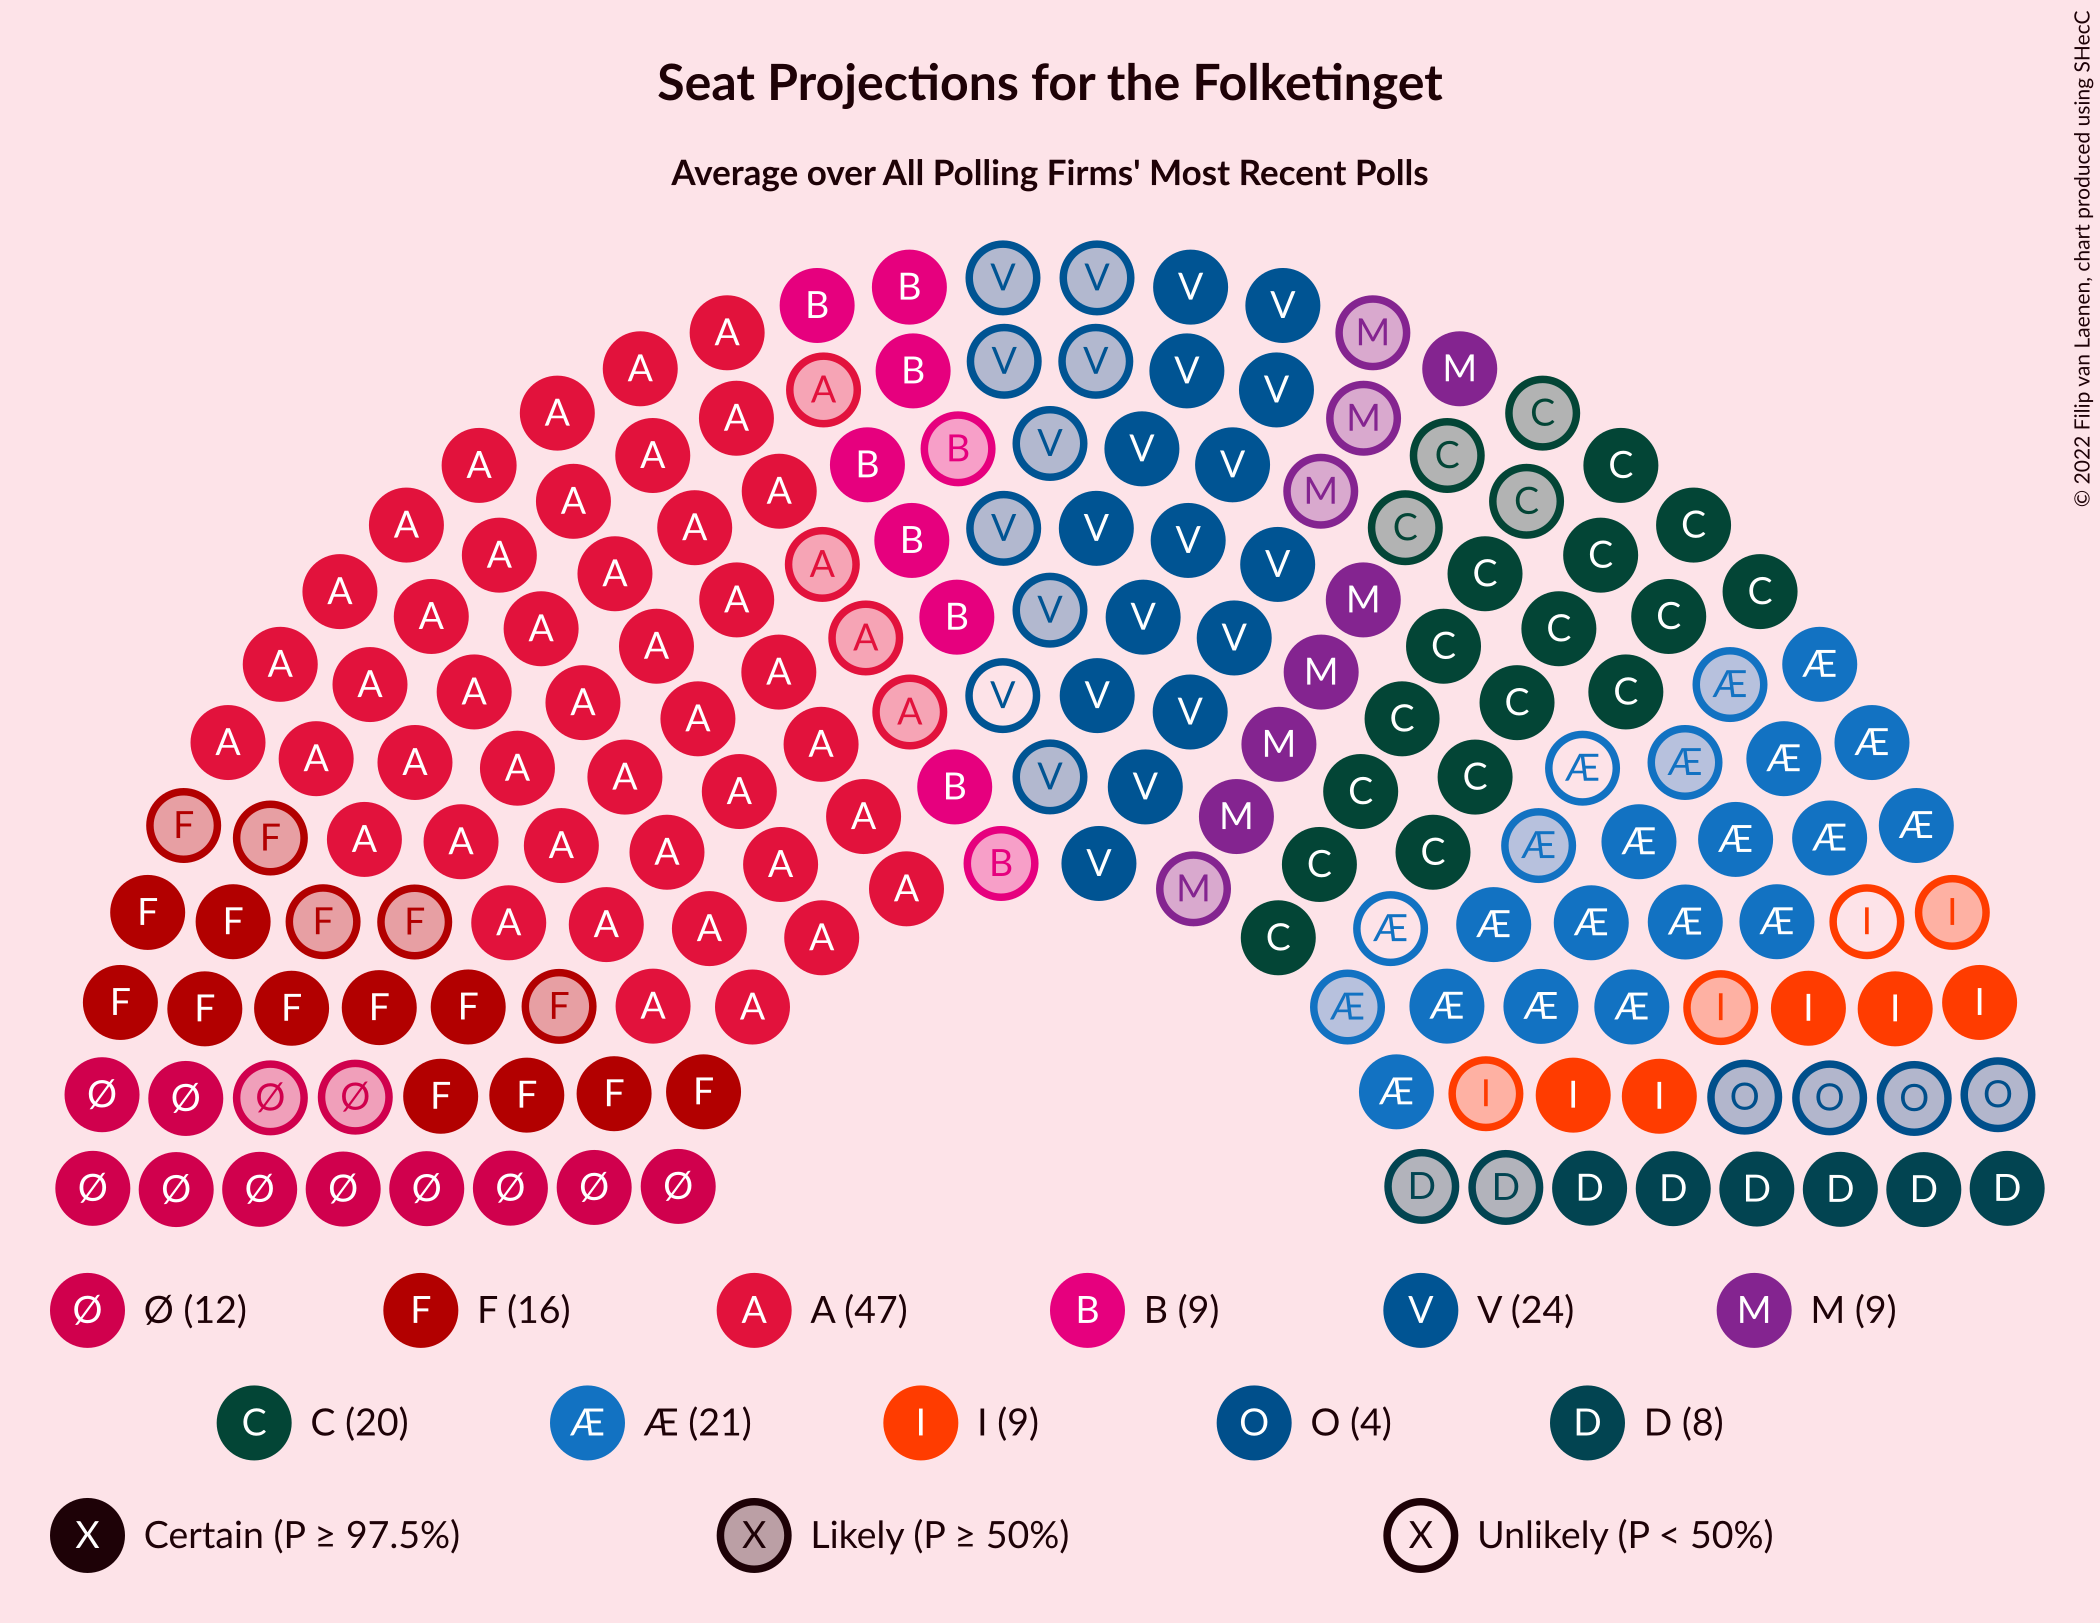 Seat Projections for the Folketinget
Average over All Polling Firms' Most Recent Polls
© 2022 Filip van Laenen, chart produced using SHecC
B B V V V V
A A A B V V V V M M
A A A B B V V V M C C
A A A A B V V V M C C C
A A A A A V M C C C
A A A A A B V V V C C C C
A A A A A A A V V V M C C C Æ Æ
A A A A A A A B V V M C C Æ Æ Æ Æ
F F A A A A A A B V M C C Æ Æ Æ Æ Æ
F F F F A A A A A M C Æ Æ Æ Æ Æ I I
F F F F F F A A Æ Æ Æ Æ I I I I
Ø Ø Ø Ø F F F F Æ I I I O O O O
Ø Ø Ø Ø Ø Ø Ø Ø D D D D D D D D
Ø Ø (12) F F (16) A A (47) B B (9) V V (24) M M (9)
C C (20) Æ Æ (21) I I (9) O O (4) D D (8)
X Certain (P ≥ 97.5%) X Likely (P ≥ 50%) X Unlikely (P < 50%)